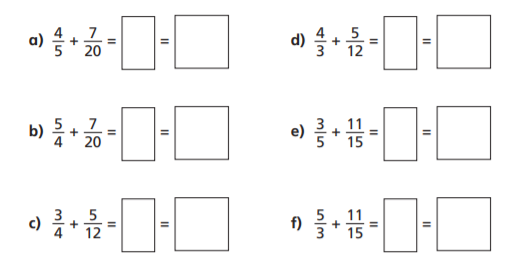 a) 4/5 + 7/20 = =
d) 4/3 + 5/12 = =
b) 5/4 + 7/20 = =
e) 3/5 + 11/15 = =
c) 3/4 + 5/12 = =
f) 5/3 + 11/15 = =